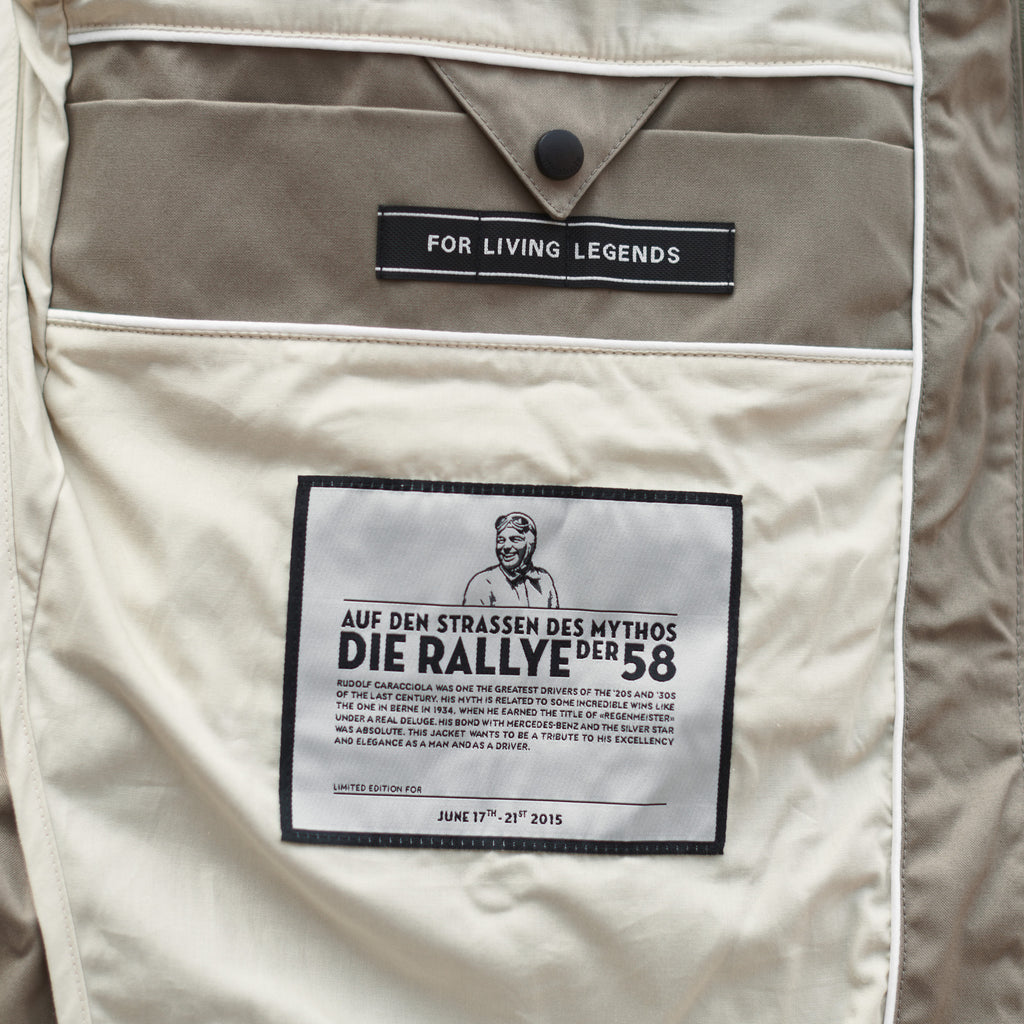 FOR LIVING LEGENDS
AUF DEN STRASSEN DES MYTHOS
DIE RALLYE DER 58
RUDOLF CARACCIOLA WAS ONE THE GREATEST DRIVERS OF THE '20S AND '30S
OF THE LAST CENTURY. HIS MYTH IS RELATED TO SOME INCREDIBLE WINS LIKE
THE ONE IN BERNE IN 1934, WHEN HE EARNED THE TITLE OF «REGENMEISTER»
UNDER A REAL DELUGE. HIS BOND WITH MERCEDES-BENZ AND THE SILVER STAR
WAS ABSOLUTE. THIS JACKET WANTS TO BE A TRIBUTE TO HIS EXCELLENCY
AND ELEGANCE AS A MAN AND AS A DRIVER.
LIMITED EDITION FOR
JUNE 17TH - 21ST 2015